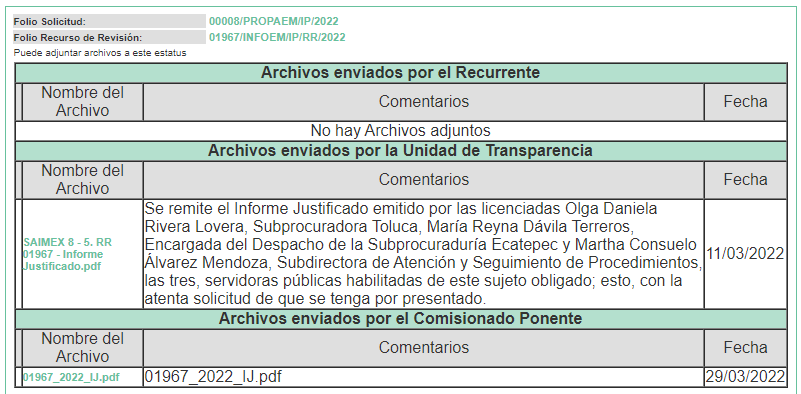 Folio Solicitud: 00008/PROPAEM/IP/2022
Folio Recurso de Revisión: 01967/INFOEM/IP/RR/2022
Puede adjuntar archivos a este estatus
Archivos enviados por el Recurrente
Nombre del Archivo Comentarios Fecha
No hay Archivos adjuntos
Archivos enviados por la Unidad de Transparencia
Nombre del Archivo Comentarios Fecha
SAIMEX 8 - 5. RR
01967 - Informe
Justificado.pdf
Se remite el Informe Justificado emitido por las licenciadas Olga Daniela
Rivera Lovera, Subprocuradora Toluca, María Reyna Dávila Terreros,
Encargada del Despacho de la Subprocuraduría Ecatepec y Martha Consuelo
Álvarez Mendoza, Subdirectora de Atención y Seguimiento de Procedimientos,
las tres, servidoras públicas habilitadas de este sujeto obligado; esto, con la
atenta solicitud de que se tenga por presentado.
11/03/2022
Archivos enviados por el Comisionado Ponente
Nombre del Archivo Comentarios Fecha
01967_2022_IJ.pdf 01967_2022_IJ.pdf 29/03/2022